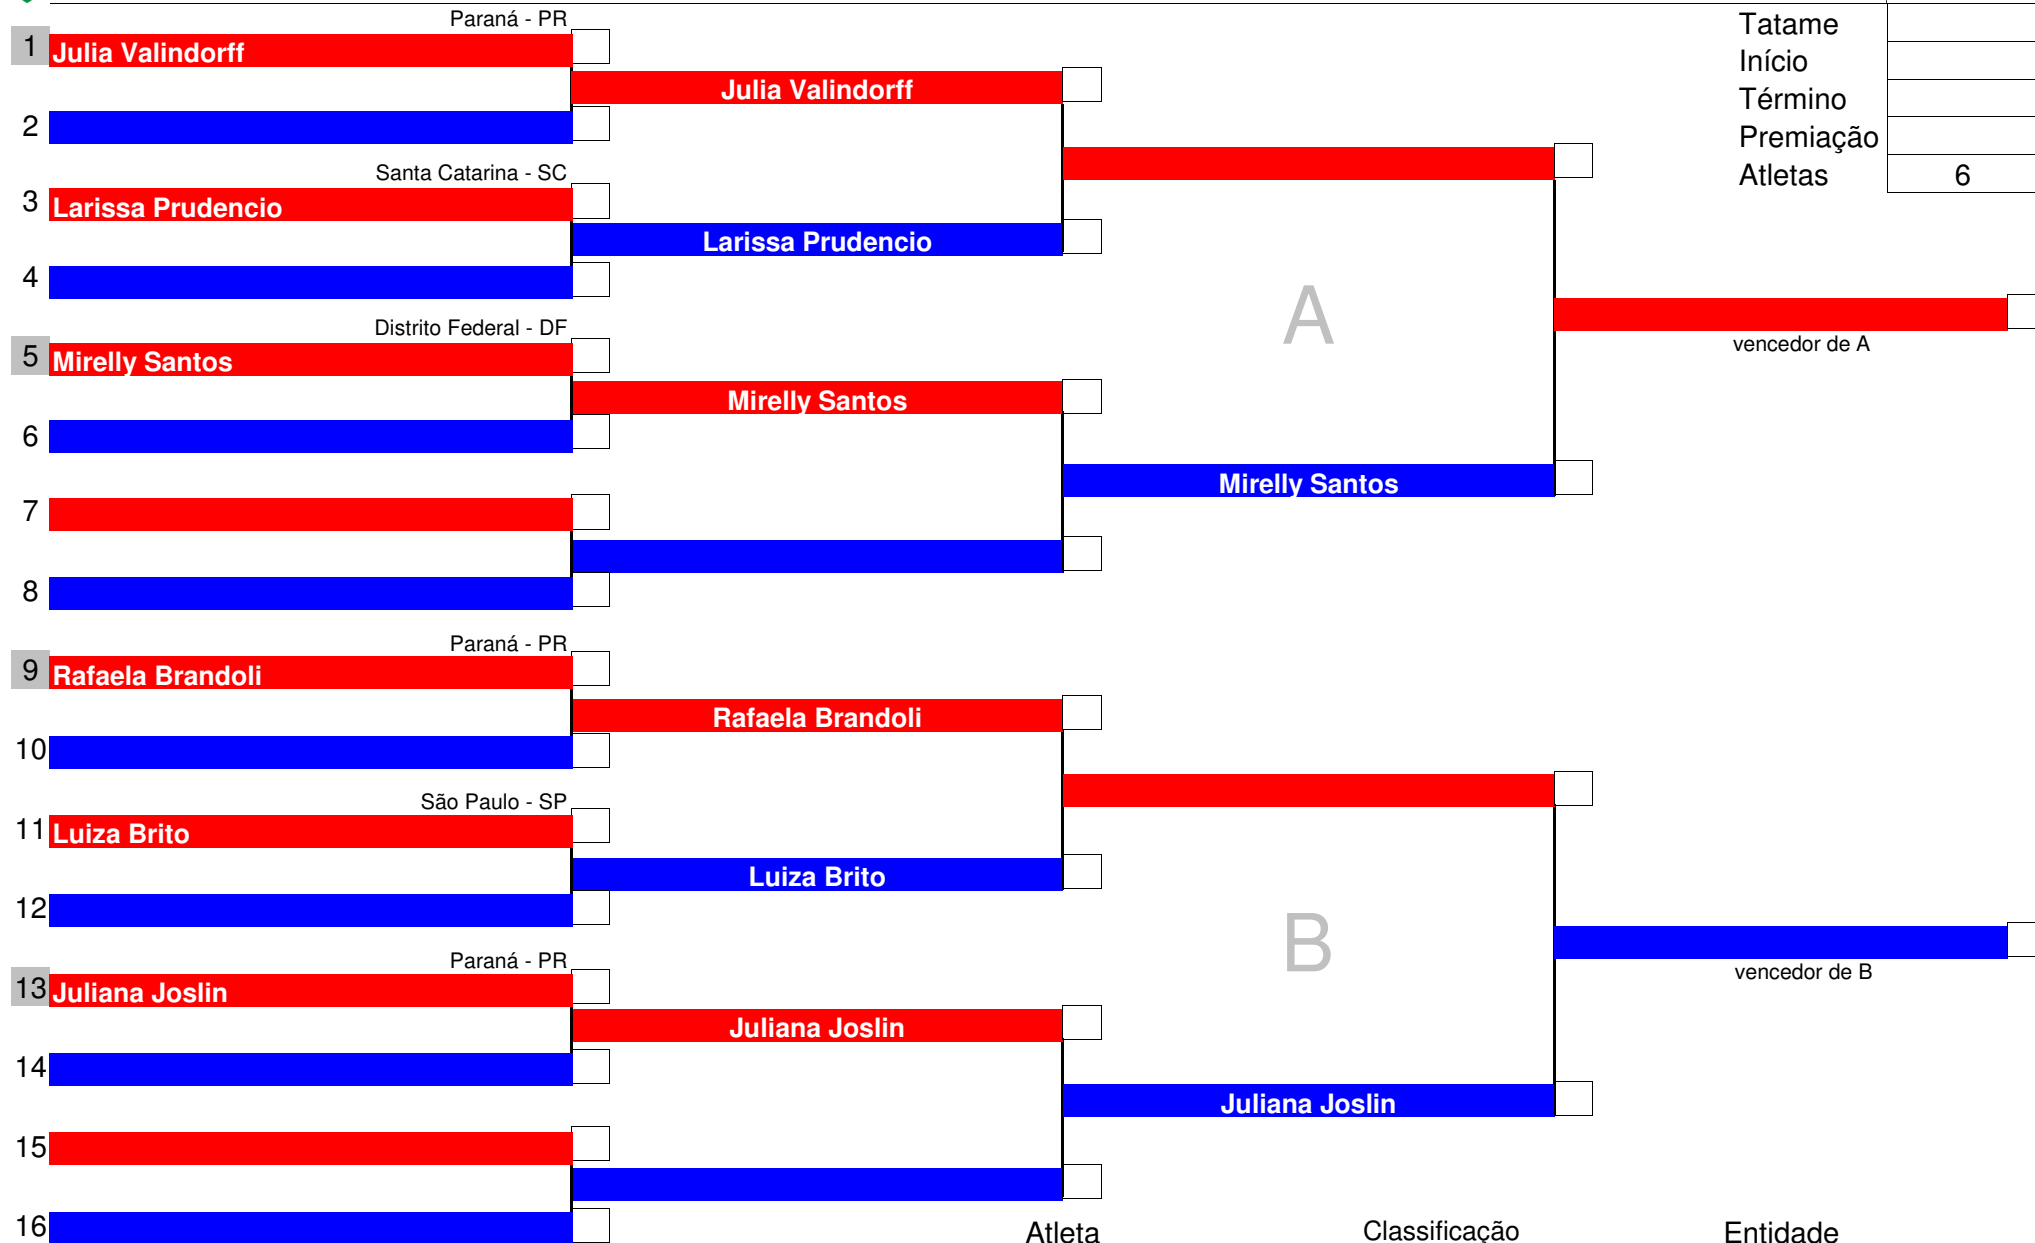 Paraná - PR
Tatame
1 Julia Valindorff
Início
Julia Valindorff
Término
2
Premiação
Santa Catarina - SC
Atletas 6
3 Larissa Prudencio
Larissa Prudencio
4
A
Distrito Federal - DF
vencedor de A
5 Mirelly Santos
Mirelly Santos
6
Mirelly Santos
7
8
Paraná - PR
9 Rafaela Brandoli
Rafaela Brandoli
10
São Paulo - SP
11 Luiza Brito
Luiza Brito
12
B
Paraná - PR
vencedor de B
13 Juliana Joslin
Juliana Joslin
14
Juliana Joslin
15
16
Atleta Classificação Entidade